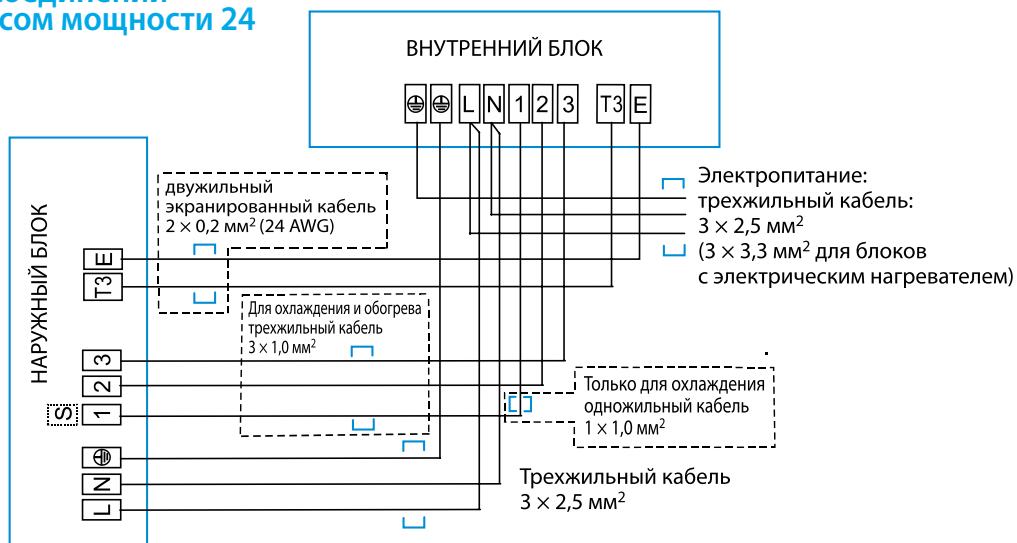 сом мощности 24
ВНУТРЕННИЙ БЛОК
L N 1 2 3 T3 E
НАРУЖНЫЙ БЛОК
двужильный
экранированный кабель
2 × 0,2 мм² (24 AWG)
Электропитание:
трехжильный кабель:
3 × 2,5 мм²
(3 × 3,3 мм² для блоков
с электрическим нагревателем)
E
T3
Для охлаждения и обогрева
трехжильный кабель
3 × 1,0 мм²
3
2
S 1
Только для охлаждения
одножильный кабель
1 × 1,0 мм²
N
L
Трехжильный кабель
3 × 2,5 мм²